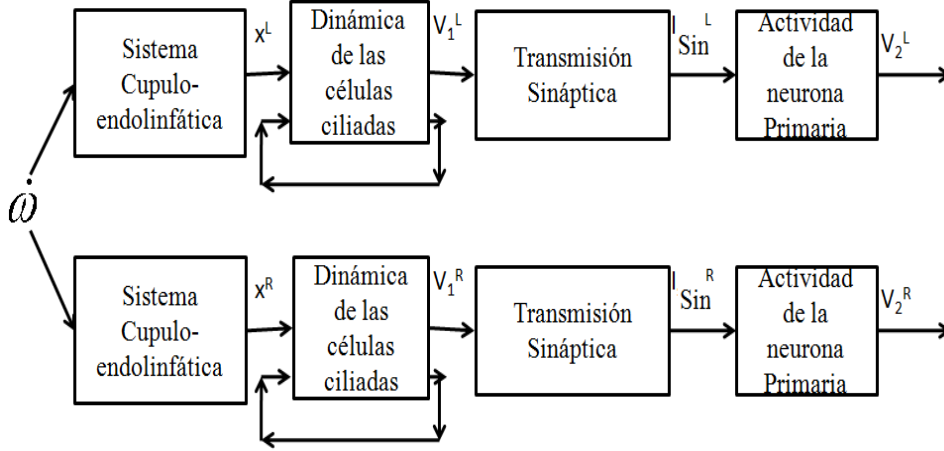 Sistema
Cupulo-
endolinfática
x^L
Dinámica
de las
células
ciliadas
V₁^L
Transmisión
Sináptica
I Sin^L
Actividad
de la
neurona
Primaria
V₂^L
ω̇
Sistema
Cupulo-
endolinfática
x^R
Dinámica
de las
células
ciliadas
V₁^R
Transmisión
Sináptica
I Sin^R
Actividad
de la
neurona
Primaria
V₂^R